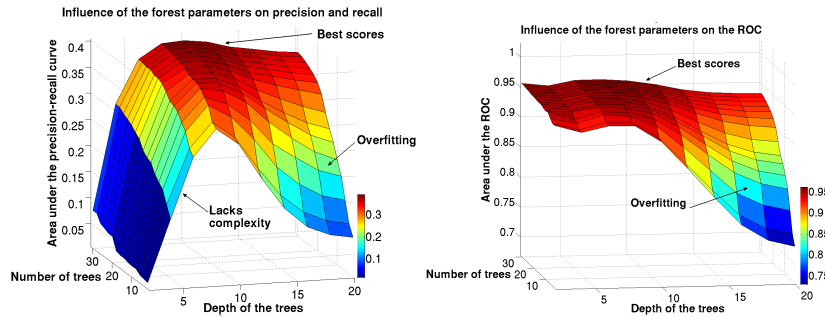 Influence of the forest parameters on precision and recall
Best scores
Area under the precision-recall curve
0.4
0.35
0.3
0.25
0.2
0.15
0.1
0.05
Overfitting
Lacks
complexity
0.3
0.2
0.1
30
20
10
Number of trees
5
10
15
20
Depth of the trees
Influence of the forest parameters on the ROC
Best scores
Area under the ROC
1
0.95
0.9
0.85
0.8
0.75
0.7
Overfitting
0.95
0.9
0.85
0.8
0.75
30
20
10
Number of trees
5
10
15
20
Depth of the trees